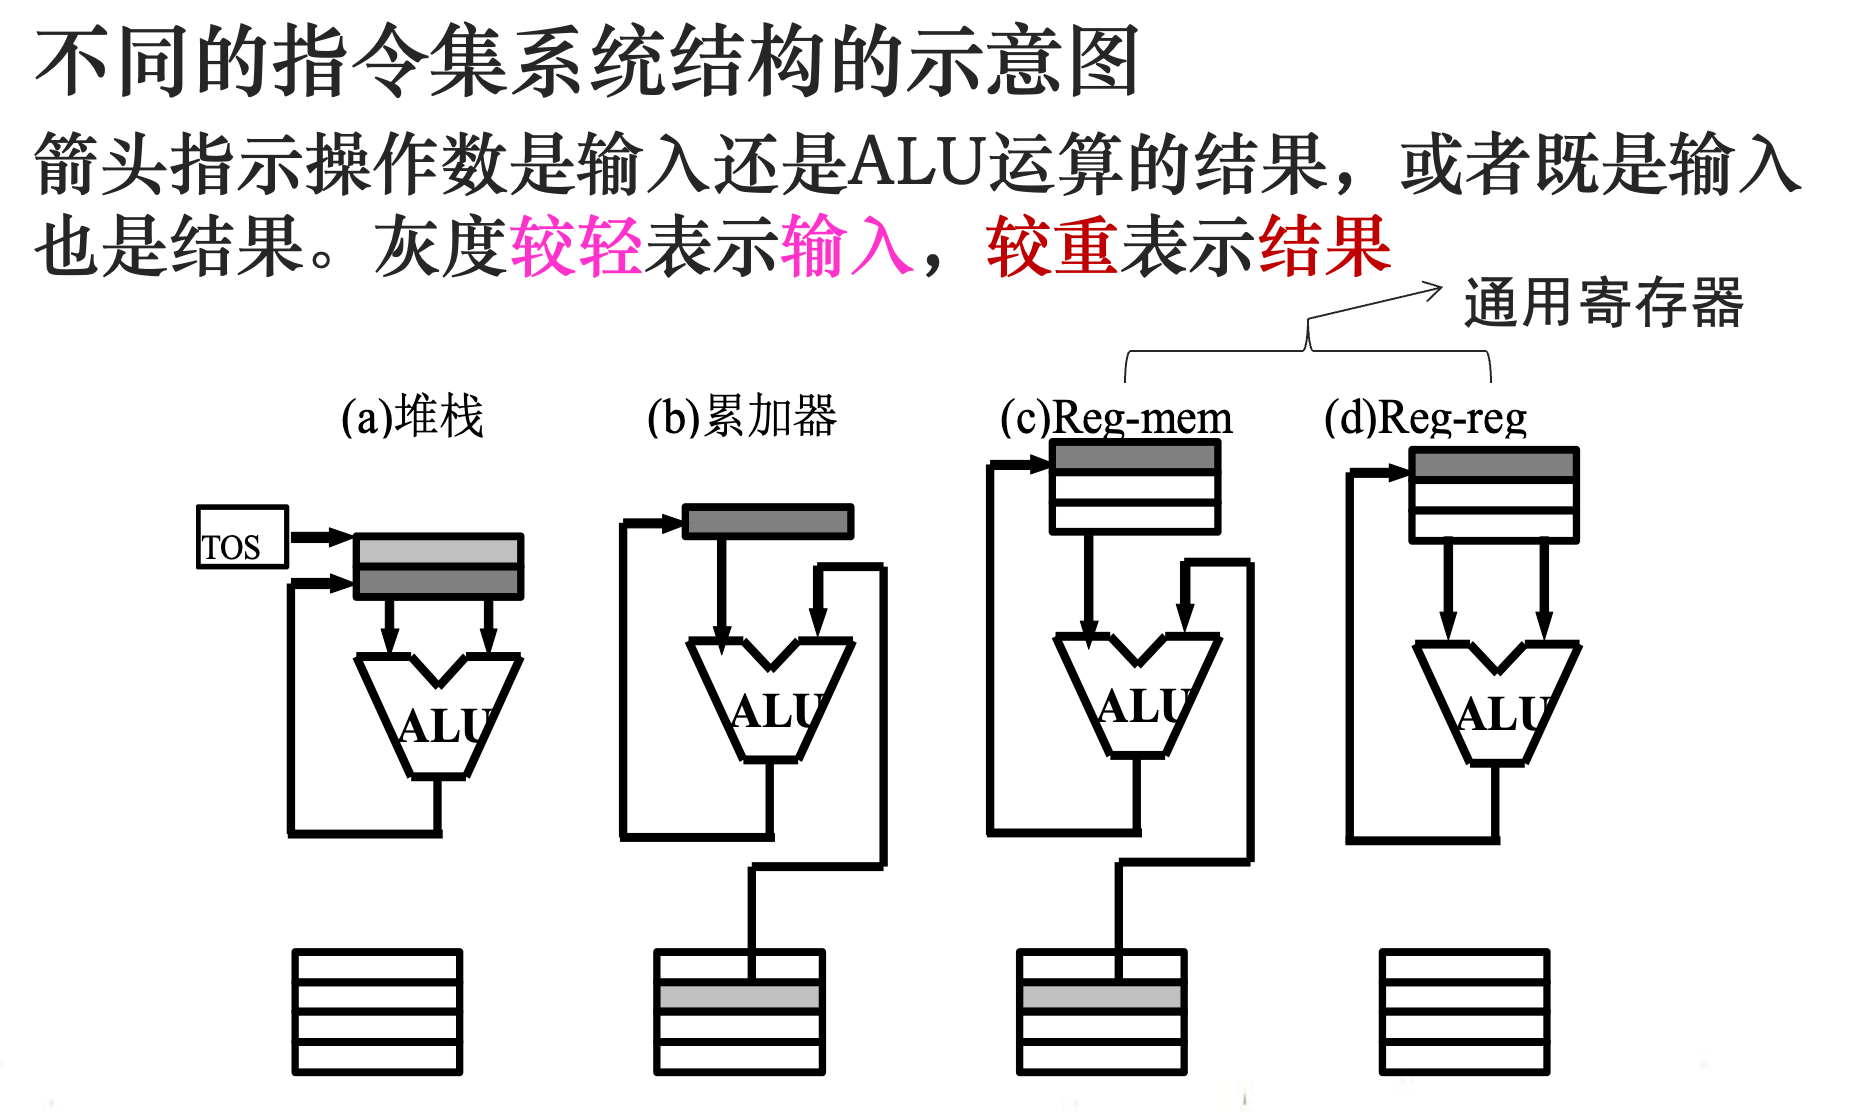 不同的指令集系统结构的示意图
箭头指示操作数是输入还是ALU运算的结果，或者既是输入
也是结果。灰度较轻表示输入，较重表示结果
通用寄存器
(a)堆栈
(b)累加器
(c)Reg-mem
(d)Reg-reg
TOS
ALU
ALU
ALU
ALU